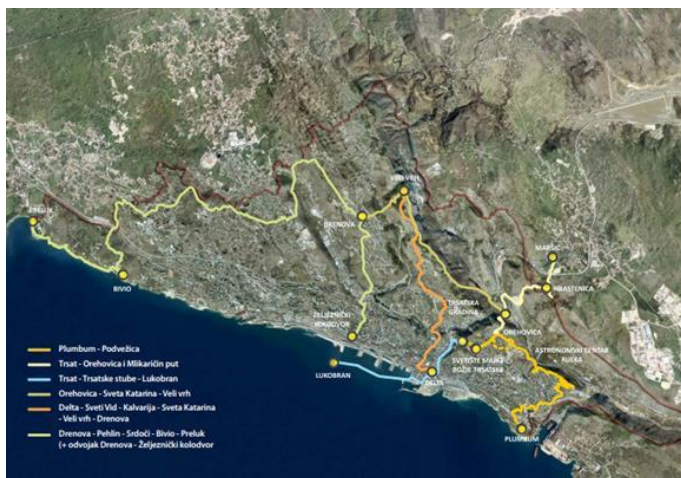 PRELUK
BIVIO
DRENOVA
VELI VRH
ŽELJEZNIČKI
KOLODVOR
LUKOBRAN
DELTA
TRSATSKA
GRADINA
SVETIŠTE MAJKE
BOŽJE TRSATSKE
OREHOVICA
MARŠIĆ
HRASTENICA
ASTRONOMSKI CENTAR
RIJEKA
PLUMBUM
Plumbum - Podvežica
Trsat - Orehovica i Mlikaričin put
Trsat - Trsatske stube - Lukobran
Orehovica - Sveta Katarina - Veli vrh
Delta - Sveti Vid - Kalvarija - Sveta Katarina
- Veli vrh - Drenova
Drenova - Pehlin - Srdoči - Bivio - Preluk
(+ odvojak Drenova - Željeznički kolodvor